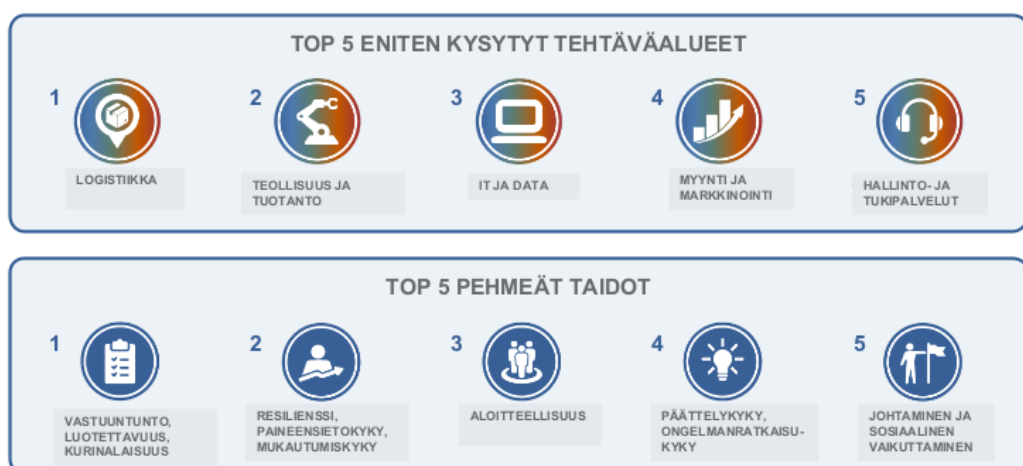 TOP 5 ENITEN KYSYTYT TEHTÄVÄALUEET
1
2
3
4
5
LOGISTIIKKA
TEOLLISUUS JA
TUOTANTO
IT JA DATA
MYYNTI JA
MARKKINOINTI
HALLINTO- JA
TUKIPALVELUT
TOP 5 PEHMEÄT TAIDOT
1
2
3
4
5
VASTUUNTUNTO,
LUOTETTAVUUS,
KURINALAISUUS
RESILIENSSI,
PAINEENSIETOKYKY,
MUKAUTUMISKYKY
ALOITTEELLISUUS
PÄÄTTELYKYKY,
ONGELMANRATKAISU-
KYKY
JOHTAMINEN JA
SOSIAALINEN
VAIKUTTAMINEN